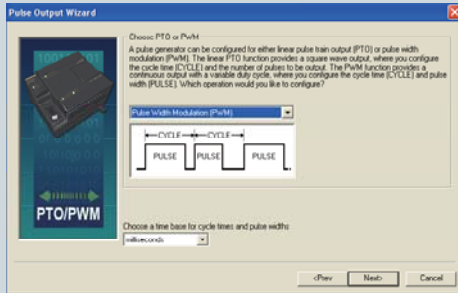 Pulse Output Wizard
Choose PTO or PWM
A pulse generator can be configured for either linear pulse train output (PTO) or pulse width
modulation (PWM). The linear PTO function provides a square wave output, where you configure
the cycle time (CYCLE) and the number of pulses to be output. The PWM function provides a
continuous output with a variable duty cycle, where you configure the cycle time (CYCLE) and pulse
width (PULSE). Which operation would you like to configure?
Pulse Width Modulation (PWM)
CYCLE CYCLE
PULSE PULSE PULSE
PTO/PWM
Choose a time base for cycle times and pulse widths
milliseconds
<Prev Next> Cancel